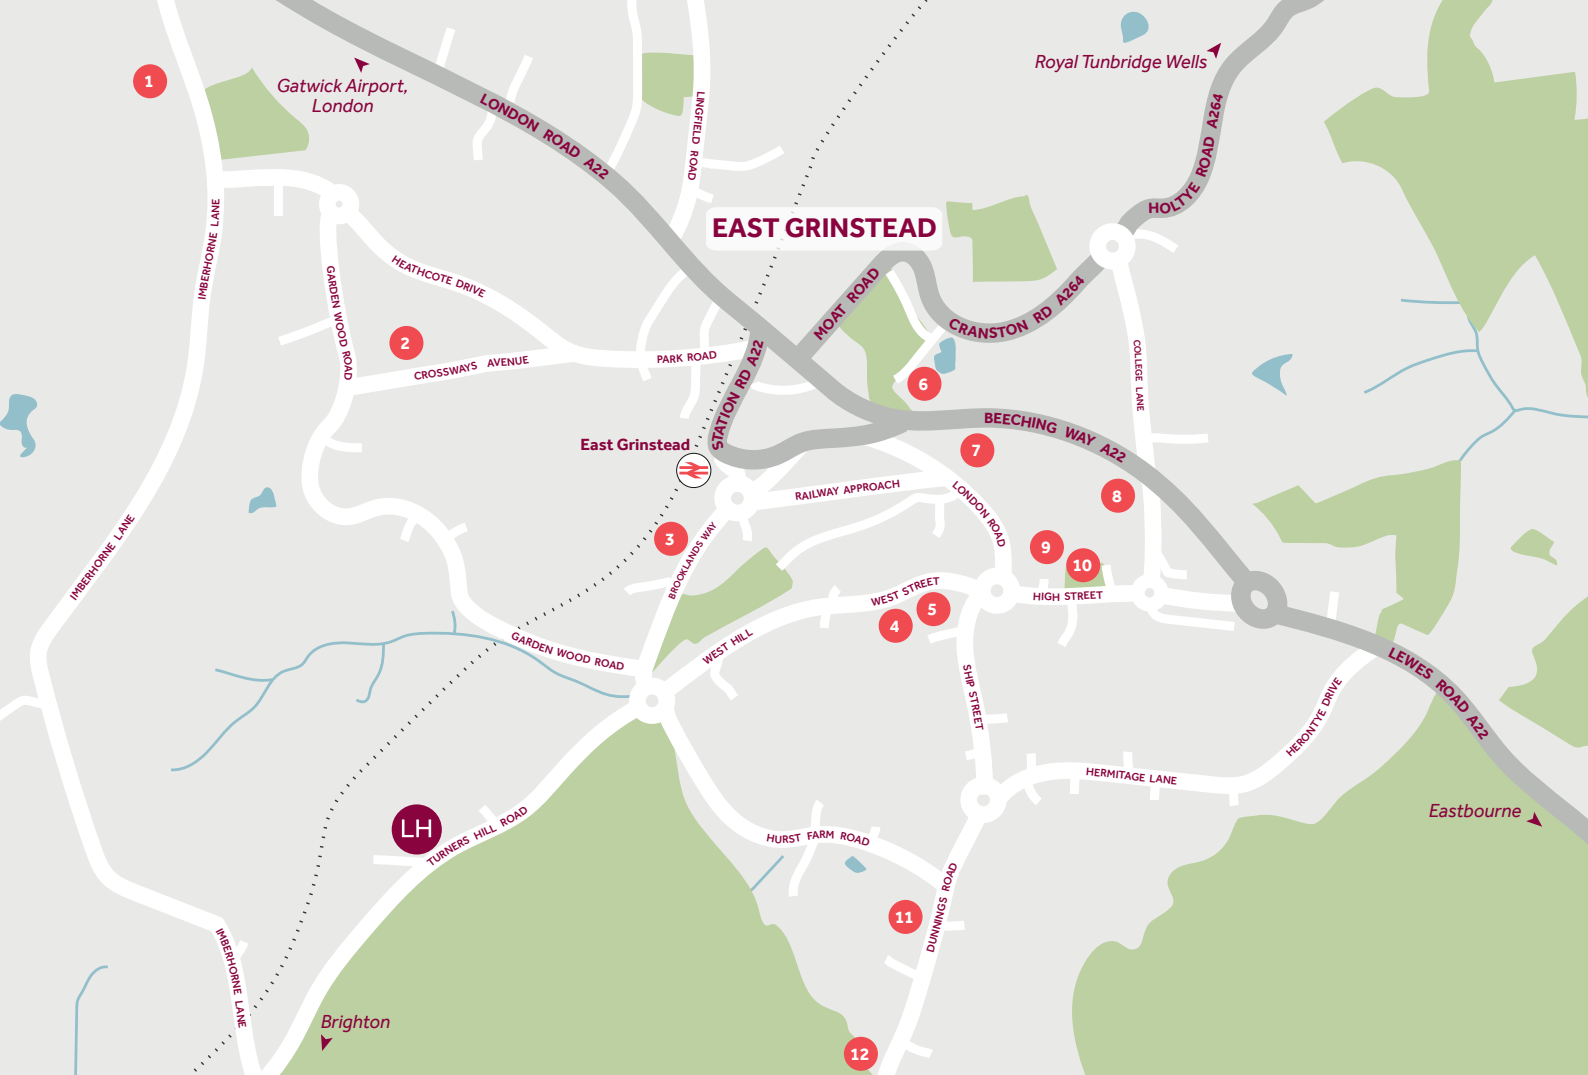 1
Gatwick Airport,
London
Royal Tunbridge Wells
LONDON ROAD A22
LINGFIELD ROAD
HOLTYE ROAD A264
EAST GRINSTEAD
IMBERHORNE LANE
HEATHCOTE DRIVE
GARDEN WOOD ROAD
MOAT ROAD
CRANSTON RD A264
2
CROSSWAYS AVENUE
PARK ROAD
STATION RD A22
COLLEGE LANE
6
BEECHING WAY A22
East Grinstead
7
RAILWAY APPROACH
LONDON ROAD
8
IMBERHORNE LANE
3
BROOKLANDS WAY
9
10
WEST STREET
HIGH STREET
5
4
GARDEN WOOD ROAD
WEST HILL
SHIP STREET
LEWES ROAD A22
HERONTYE DRIVE
HERMITAGE LANE
Eastbourne
LH
TURNERS HILL ROAD
HURST FARM ROAD
11
DUNNINGS ROAD
IMBERHORNE LANE
Brighton
12